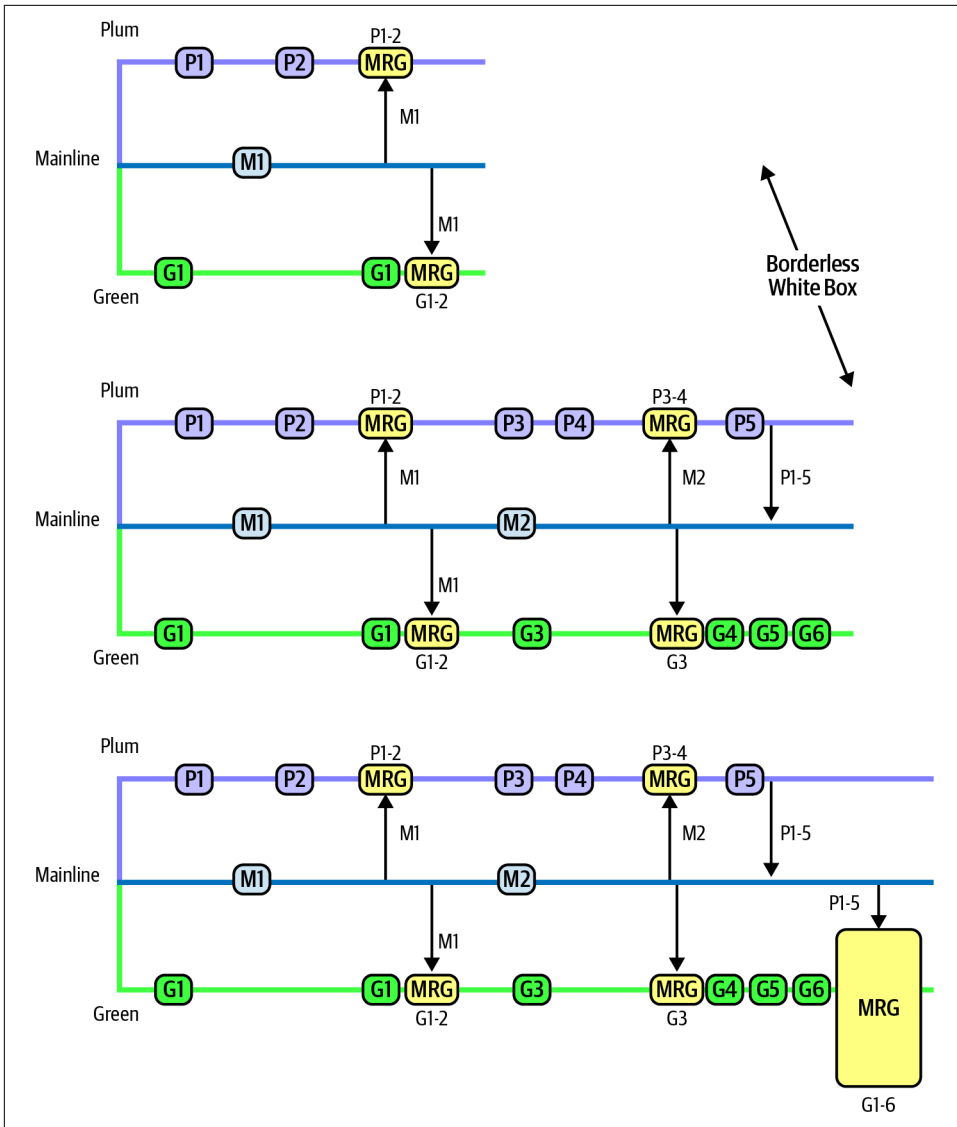 Plum
P1-2
P1 P2 MRG
M1
Mainline
M1
M1
G1 G1 MRG
Green
G1-2
Borderless
White Box
Plum
P1-2 P3-4
P1 P2 MRG P3 P4 MRG P5
M1 M2 P1-5
Mainline
M1 M2
M1
G1 G1 MRG G3 MRG G4 G5 G6
Green
G1-2 G3
Plum
P1-2 P3-4
P1 P2 MRG P3 P4 MRG P5
M1 M2 P1-5
Mainline
M1 M2
P1-5
M1
G1 G1 MRG G3 MRG G4 G5 G6 MRG
Green
G1-2 G3
G1-6